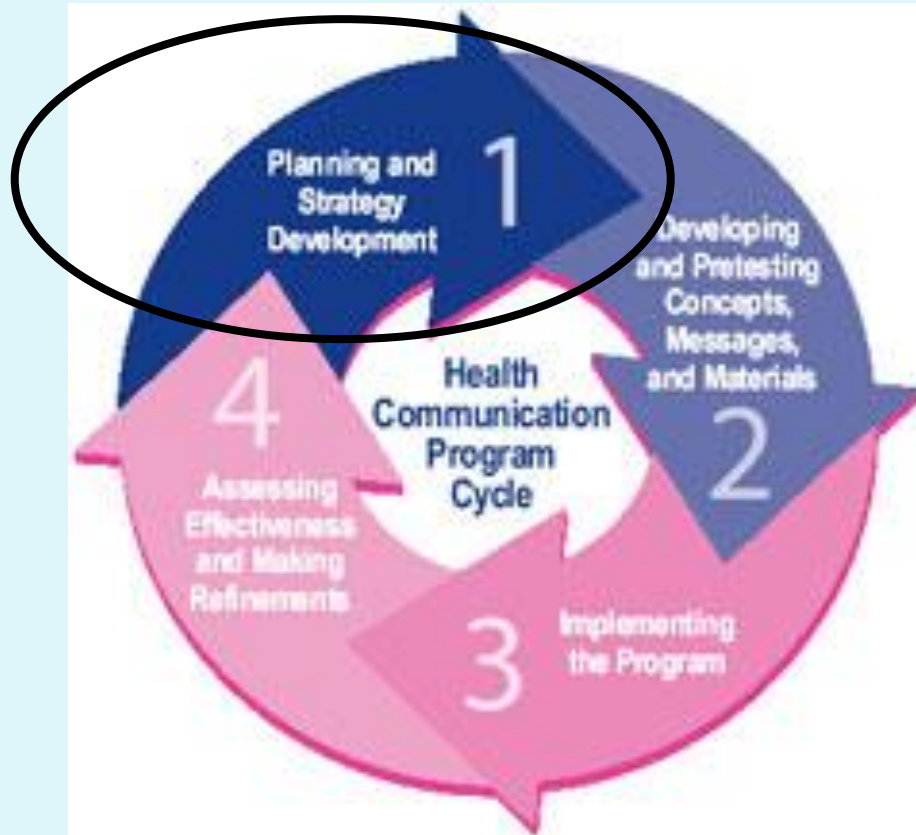 Planning and
Strategy
Development
1
Developing
and Pretesting
Concepts,
Messages,
and Materials
2
Health
Communication
Program
Cycle
4
Assessing
Effectiveness
and Making
Refinements
3
Implementing
the Program